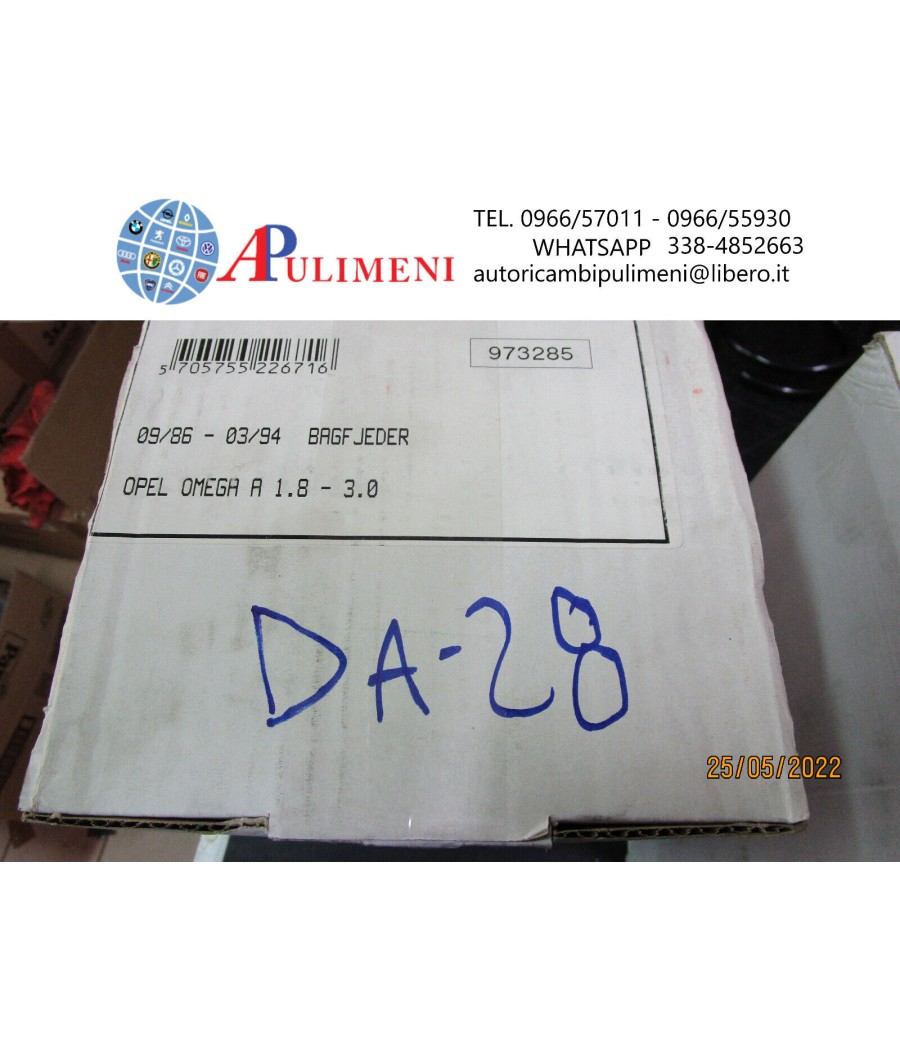 APULIMENI
TEL. 0966/57011 - 0966/55930
WHATSAPP 338-4852663
autoricambipulimeni@libero.it
5 705755 226716
973285
09/86 - 03/94 BAGFJEDER
OPEL OMEGA A 1.8 - 3.0
DA-28
25/05/2022